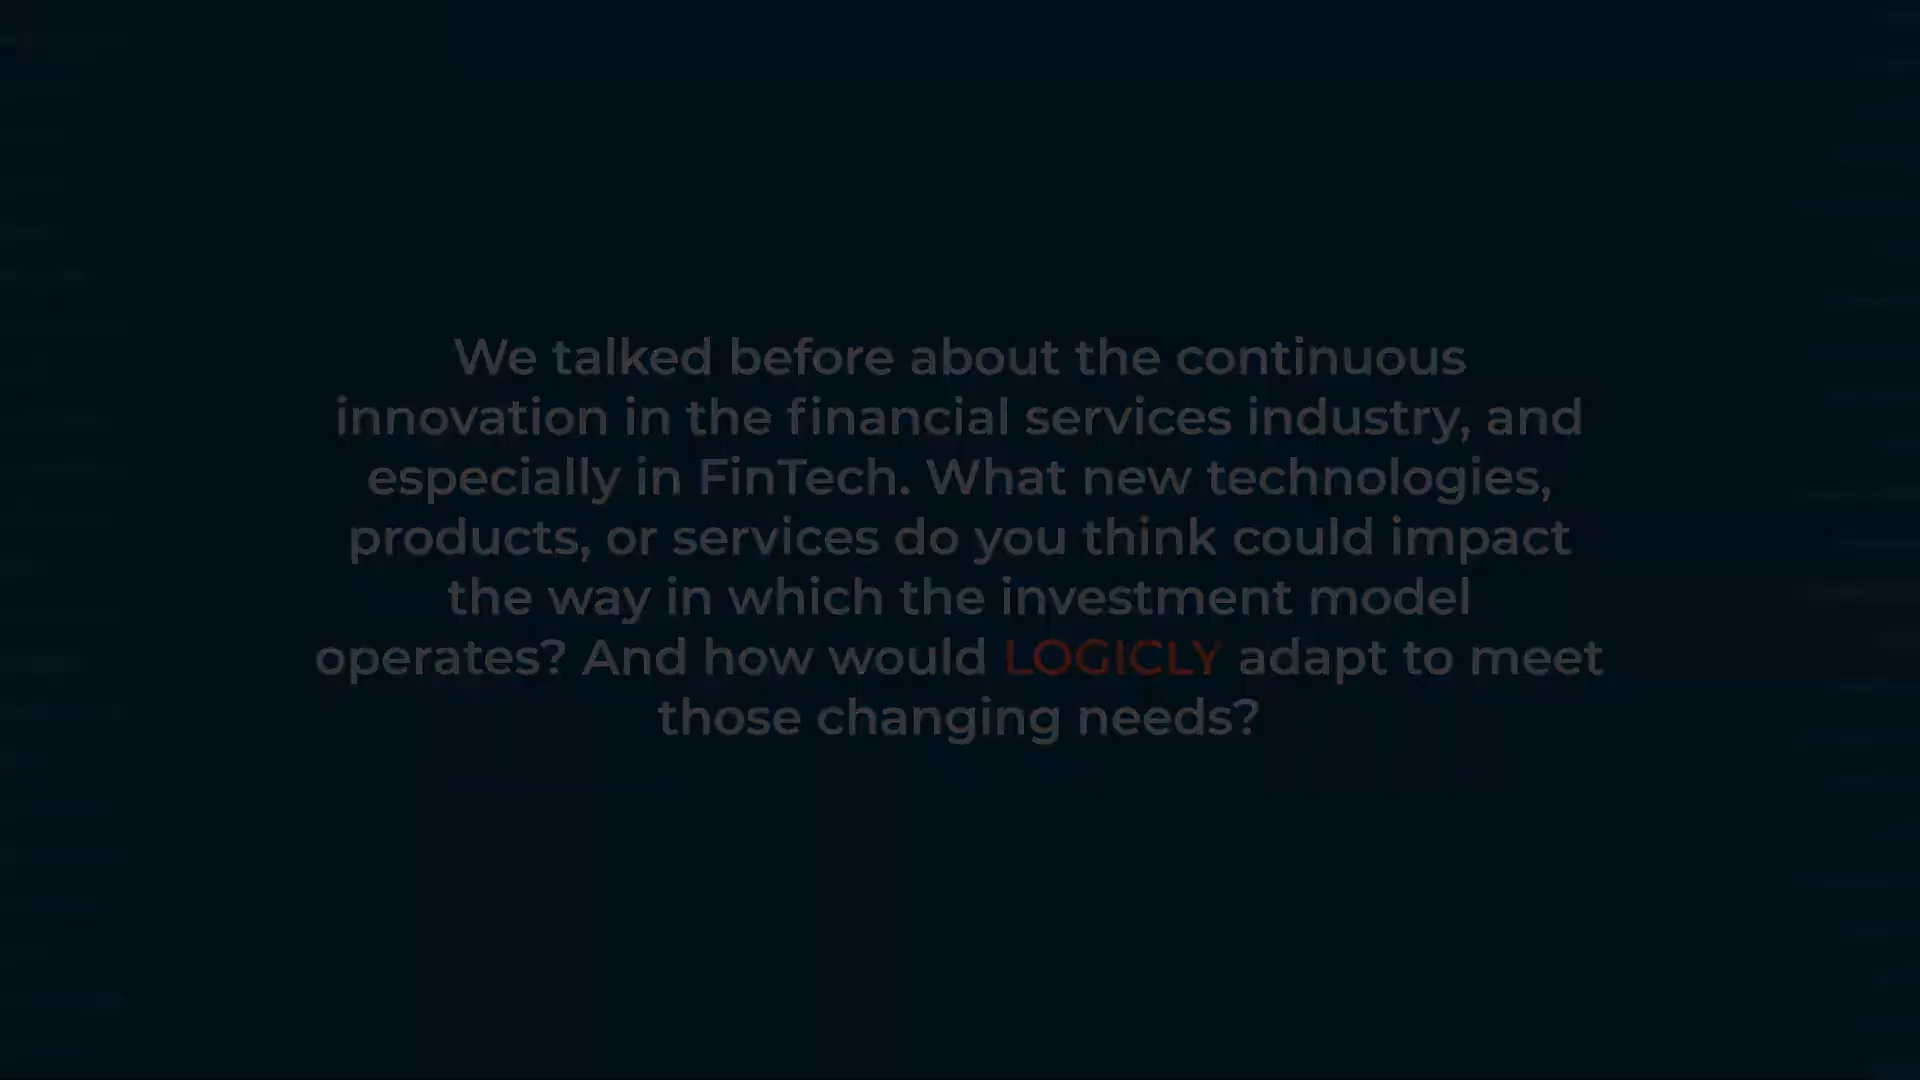 We talked before about the continuous
innovation in the financial services industry, and
especially in FinTech. What new technologies,
products, or services do you think could impact
the way in which the investment model
operates? And how would LOGICLY adapt to meet
those changing needs?